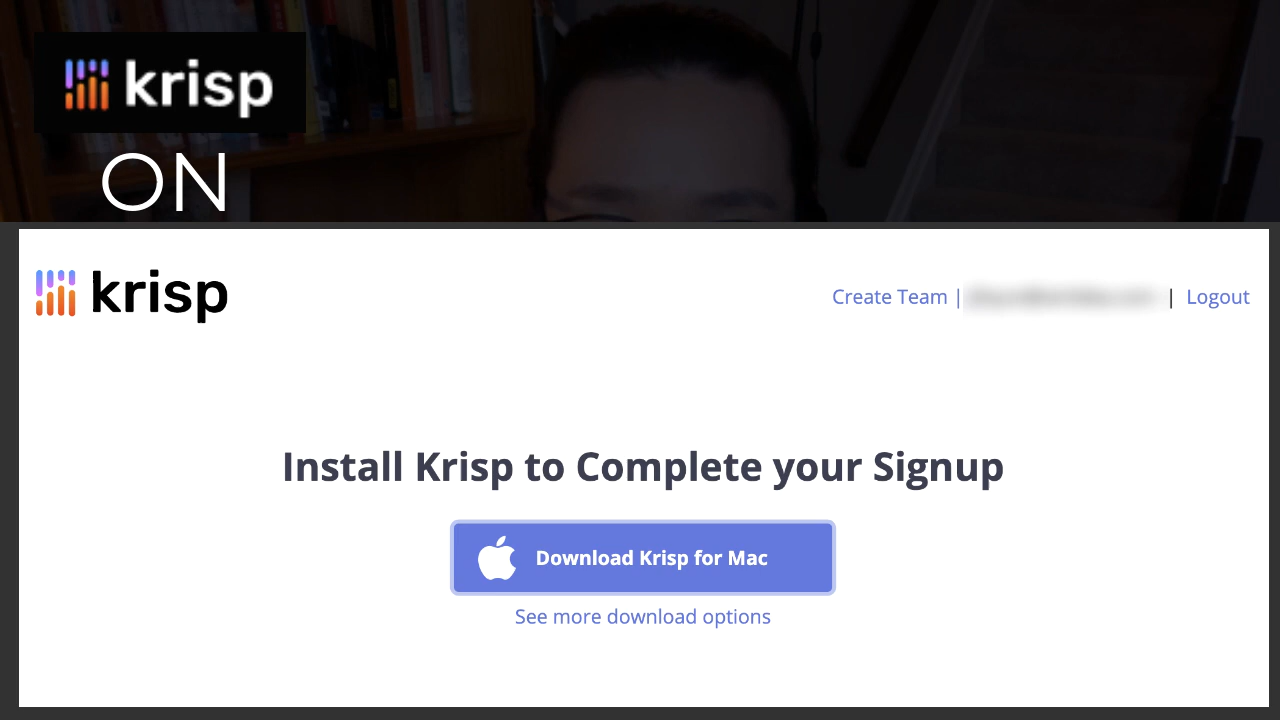 krisp
ON
krisp
Create Team | | Logout
Install Krisp to Complete your Signup
Download Krisp for Mac
See more download options